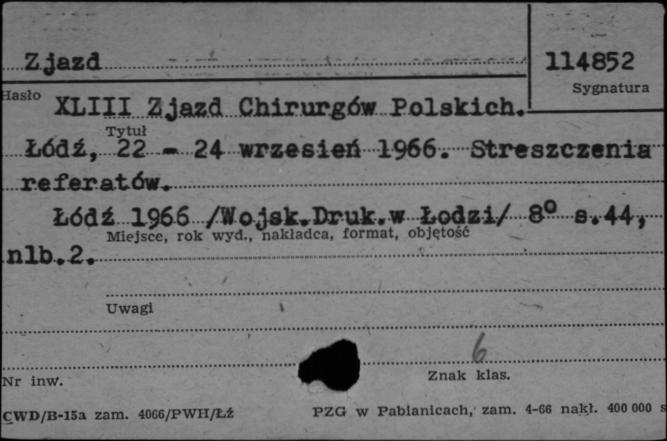 Zjazd
114852
Hasło
Sygnatura
XLIII Zjazd Chirurgów Polskich.
Tytuł
Łódź, 22 - 24 wrzesień 1966. Streszczenia
referatów.
Łódź 1966 /Wojsk.Druk.w Łodzi/ 8° s.44,
Miejsce, rok wyd., nakładca, format, objętość
nlb.2.
Uwagi
6
Nr inw.
Znak klas.
CWD/B-15a zam. 4066/PWH/Łź
PZG w Pabianicach, zam. 4-66 nakł. 400 000 s